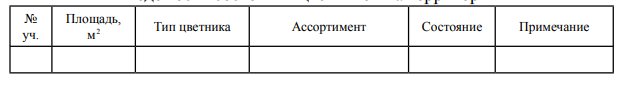 № уч. Площадь, м² Тип цветника Ассортимент Состояние Примечание